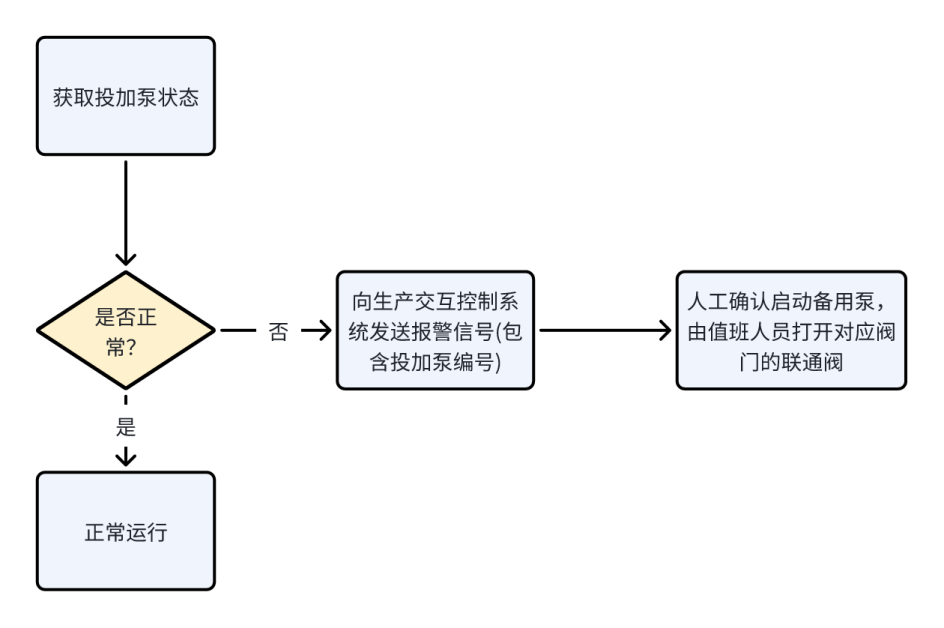 获取投加泵状态
是否正
常？
否
向生产交互控制系
统发送报警信号(包
含投加泵编号)
人工确认启动备用泵，
由值班人员打开对应阀
门的联通阀
是
正常运行